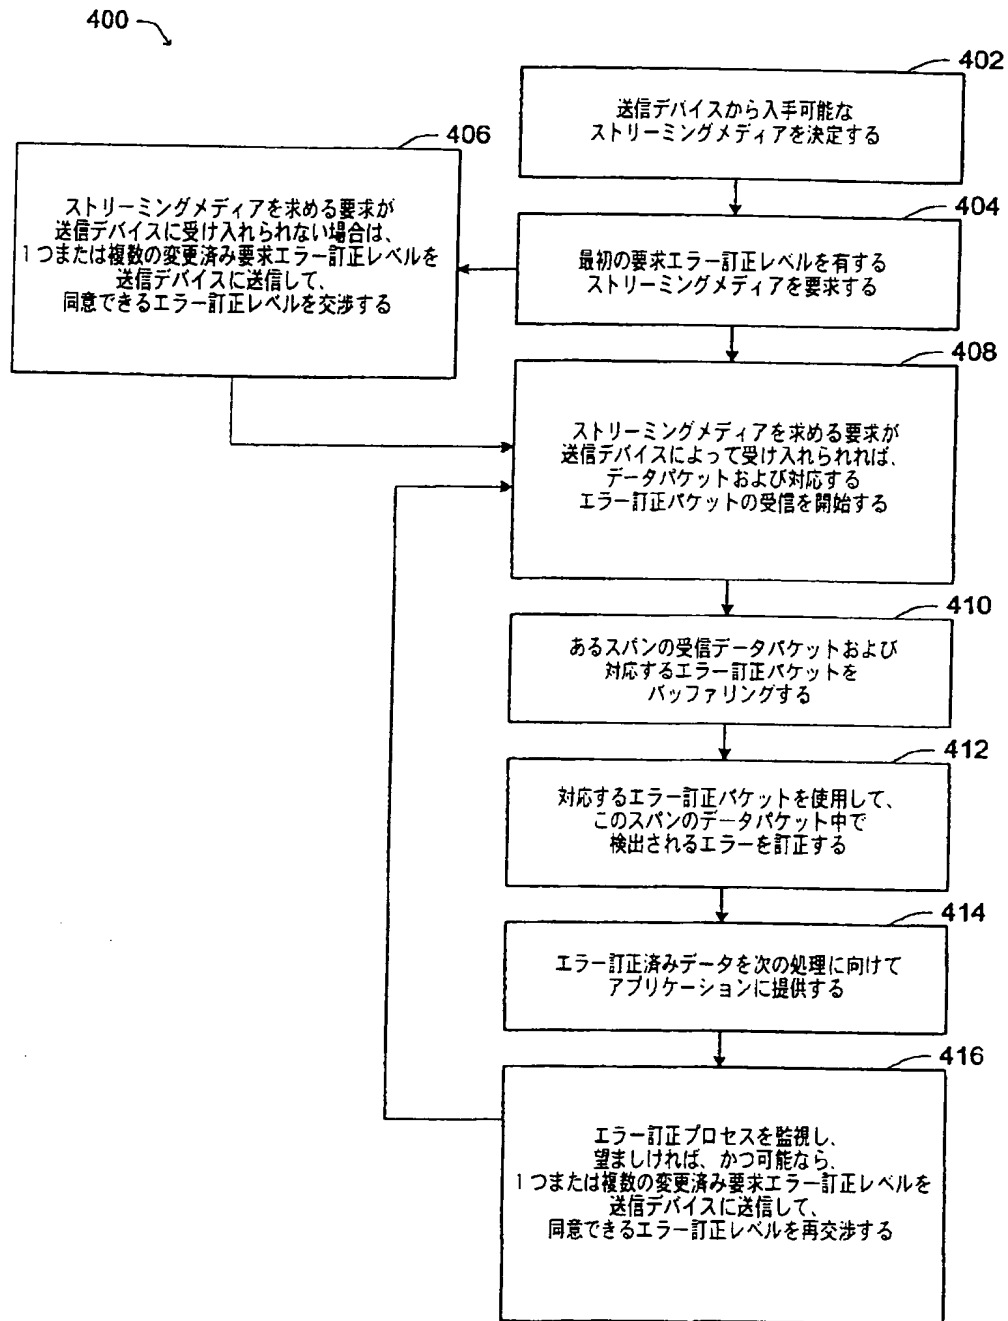 400
402
送信デバイスから入手可能な
ストリーミングメディアを決定する
404
最初の要求エラー訂正レベルを有する
ストリーミングメディアを要求する
406
ストリーミングメディアを求める要求が
送信デバイスに受け入れられない場合は、
1つまたは複数の変更済み要求エラー訂正レベルを
送信デバイスに送信して、
同意できるエラー訂正レベルを交渉する
408
ストリーミングメディアを求める要求が
送信デバイスによって受け入れられれば、
データパケットおよび対応する
エラー訂正パケットの受信を開始する
410
あるスパンの受信データパケットおよび
対応するエラー訂正パケットを
バッファリングする
412
対応するエラー訂正パケットを使用して、
このスパンのデータパケット中で
検出されるエラーを訂正する
414
エラー訂正済みデータを次の処理に向けて
アプリケーションに提供する
416
エラー訂正プロセスを監視し、
望ましければ、かつ可能なら、
1つまたは複数の変更済み要求エラー訂正レベルを
送信デバイスに送信して、
同意できるエラー訂正レベルを再交渉する